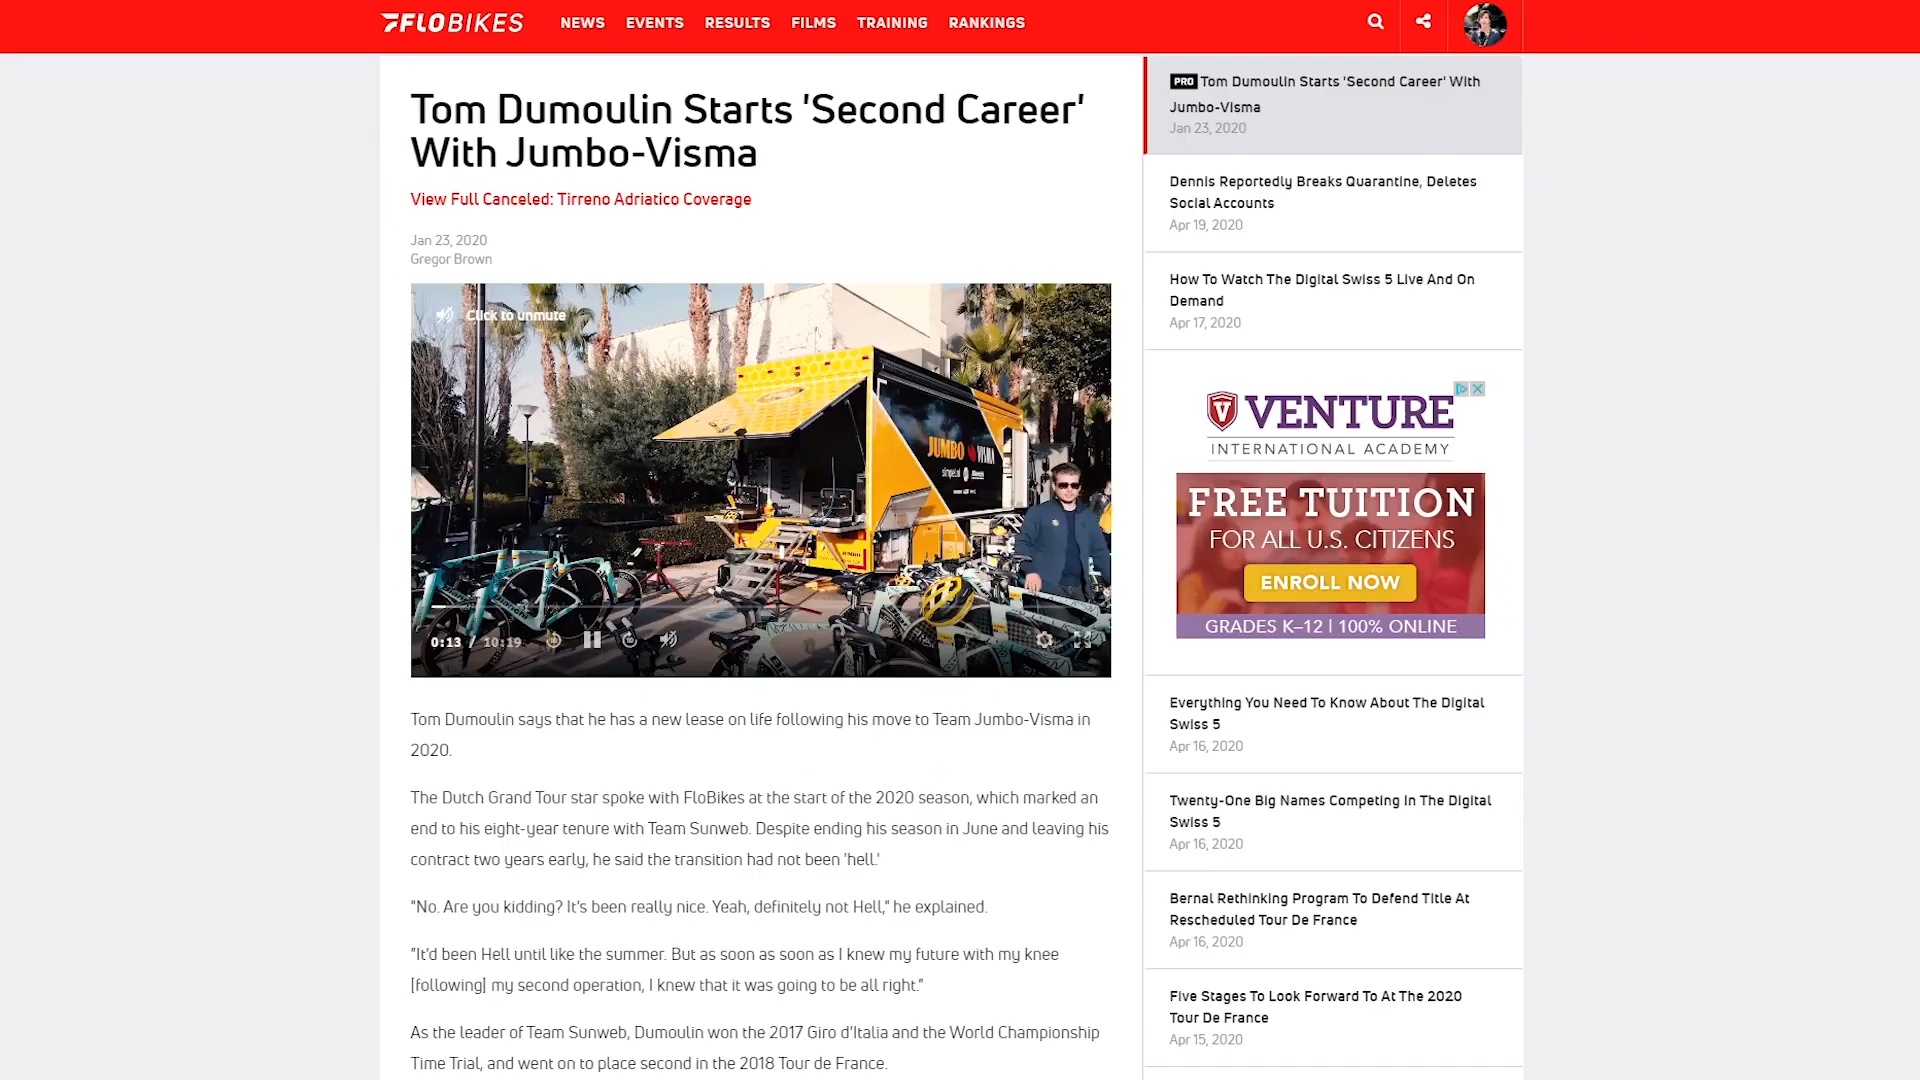 FLOBIKES
NEWS EVENTS RESULTS FILMS TRAINING RANKINGS
Tom Dumoulin Starts 'Second Career'
With Jumbo-Visma
View Full Canceled: Tirreno Adriatico Coverage
Jan 23, 2020
Gregor Brown
Click to unmute
JUMBO VISMA
0:13 / 10:19
Tom Dumoulin says that he has a new lease on life following his move to Team Jumbo-Visma in
2020.
The Dutch Grand Tour star spoke with FloBikes at the start of the 2020 season, which marked an
end to his eight-year tenure with Team Sunweb. Despite ending his season in June and leaving his
contract two years early, he said the transition had not been 'hell.'
"No. Are you kidding? It's been really nice. Yeah, definitely not Hell," he explained.
"It'd been Hell until like the summer. But as soon as soon as I knew my future with my knee
[following] my second operation, I knew that it was going to be all right."
As the leader of Team Sunweb, Dumoulin won the 2017 Giro d'Italia and the World Championship
Time Trial, and went on to place second in the 2018 Tour de France.
PRO Tom Dumoulin Starts 'Second Career' With
Jumbo-Visma
Jan 23, 2020
Dennis Reportedly Breaks Quarantine, Deletes
Social Accounts
Apr 19, 2020
How To Watch The Digital Swiss 5 Live And On
Demand
Apr 17, 2020
V VENTURE
INTERNATIONAL ACADEMY
FREE TUITION
FOR ALL U.S. CITIZENS
ENROLL NOW
GRADES K–12 | 100% ONLINE
Everything You Need To Know About The Digital
Swiss 5
Apr 16, 2020
Twenty-One Big Names Competing In The Digital
Swiss 5
Apr 16, 2020
Bernal Rethinking Program To Defend Title At
Rescheduled Tour De France
Apr 16, 2020
Five Stages To Look Forward To At The 2020
Tour De France
Apr 15, 2020